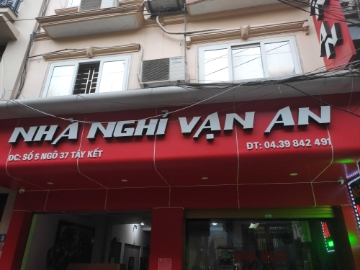 NHÀ NGHỈ VẠN AN
ĐC: SỐ 5 NGÕ 37 TÂY KẾT
ĐT: 04.39 842 491